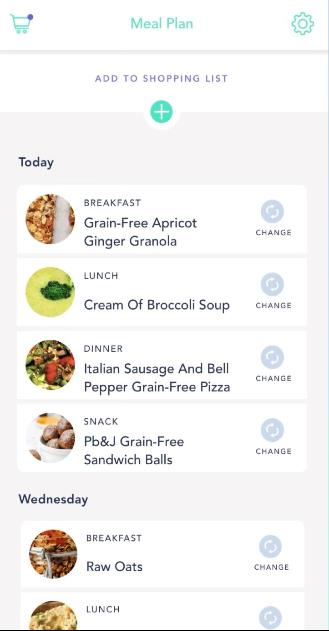 Meal Plan
ADD TO SHOPPING LIST
Today
BREAKFAST
Grain-Free Apricot
Ginger Granola
CHANGE
LUNCH
Cream Of Broccoli Soup
CHANGE
DINNER
Italian Sausage And Bell
Pepper Grain-Free Pizza
CHANGE
SNACK
Pb&J Grain-Free
Sandwich Balls
CHANGE
Wednesday
BREAKFAST
Raw Oats
CHANGE
LUNCH